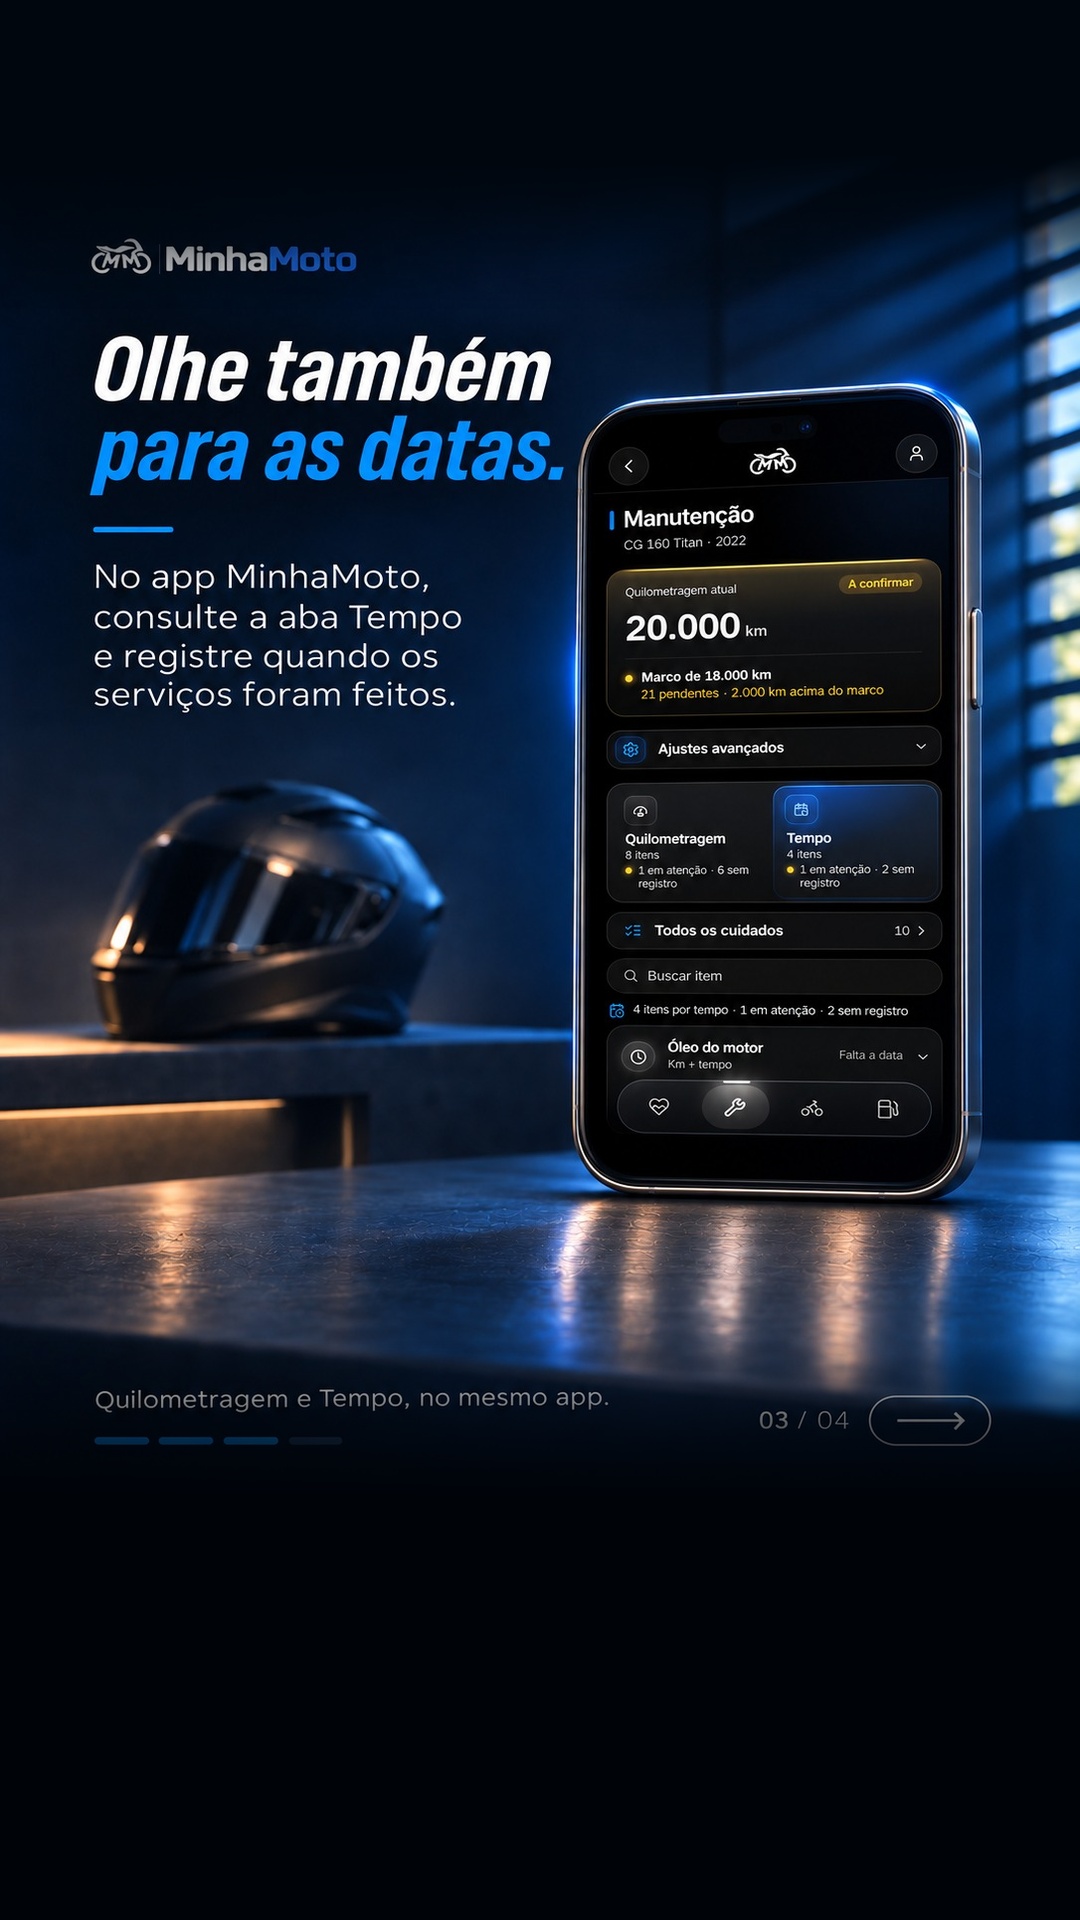 MM MinhaMoto
Olhe também
para as datas.
No app MinhaMoto,
consulte a aba Tempo
e registre quando os
serviços foram feitos.
MM
Manutenção
CG 160 Titan · 2022
Quilometragem atual
A confirmar
20.000 km
Marco de 18.000 km
21 pendentes · 2.000 km acima do marco
Ajustes avançados
Quilometragem
8 itens
1 em atenção · 6 sem
registro
Tempo
4 itens
1 em atenção · 2 sem
registro
Todos os cuidados 10
Buscar item
4 itens por tempo · 1 em atenção · 2 sem registro
Óleo do motor
Km + tempo
Falta a data
Quilometragem e Tempo, no mesmo app.
03 / 04